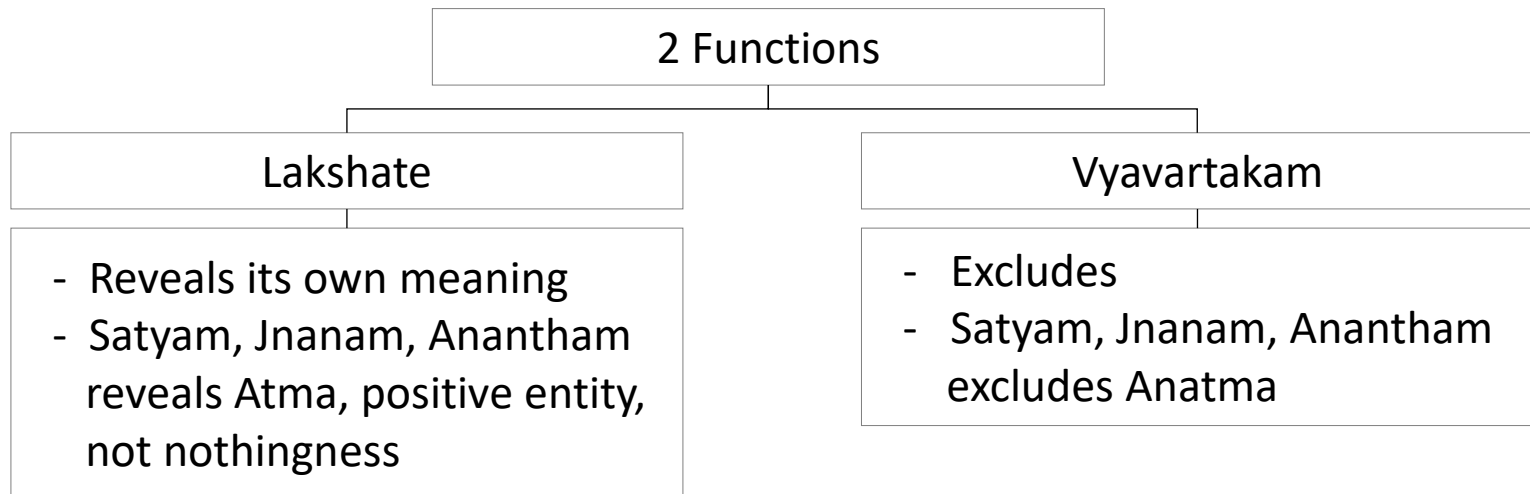 2 Functions
Lakshate
- Reveals its own meaning
- Satyam, Jnanam, Anantham
reveals Atma, positive entity,
not nothingness
Vyavartakam
- Excludes
- Satyam, Jnanam, Anantham
excludes Anatma